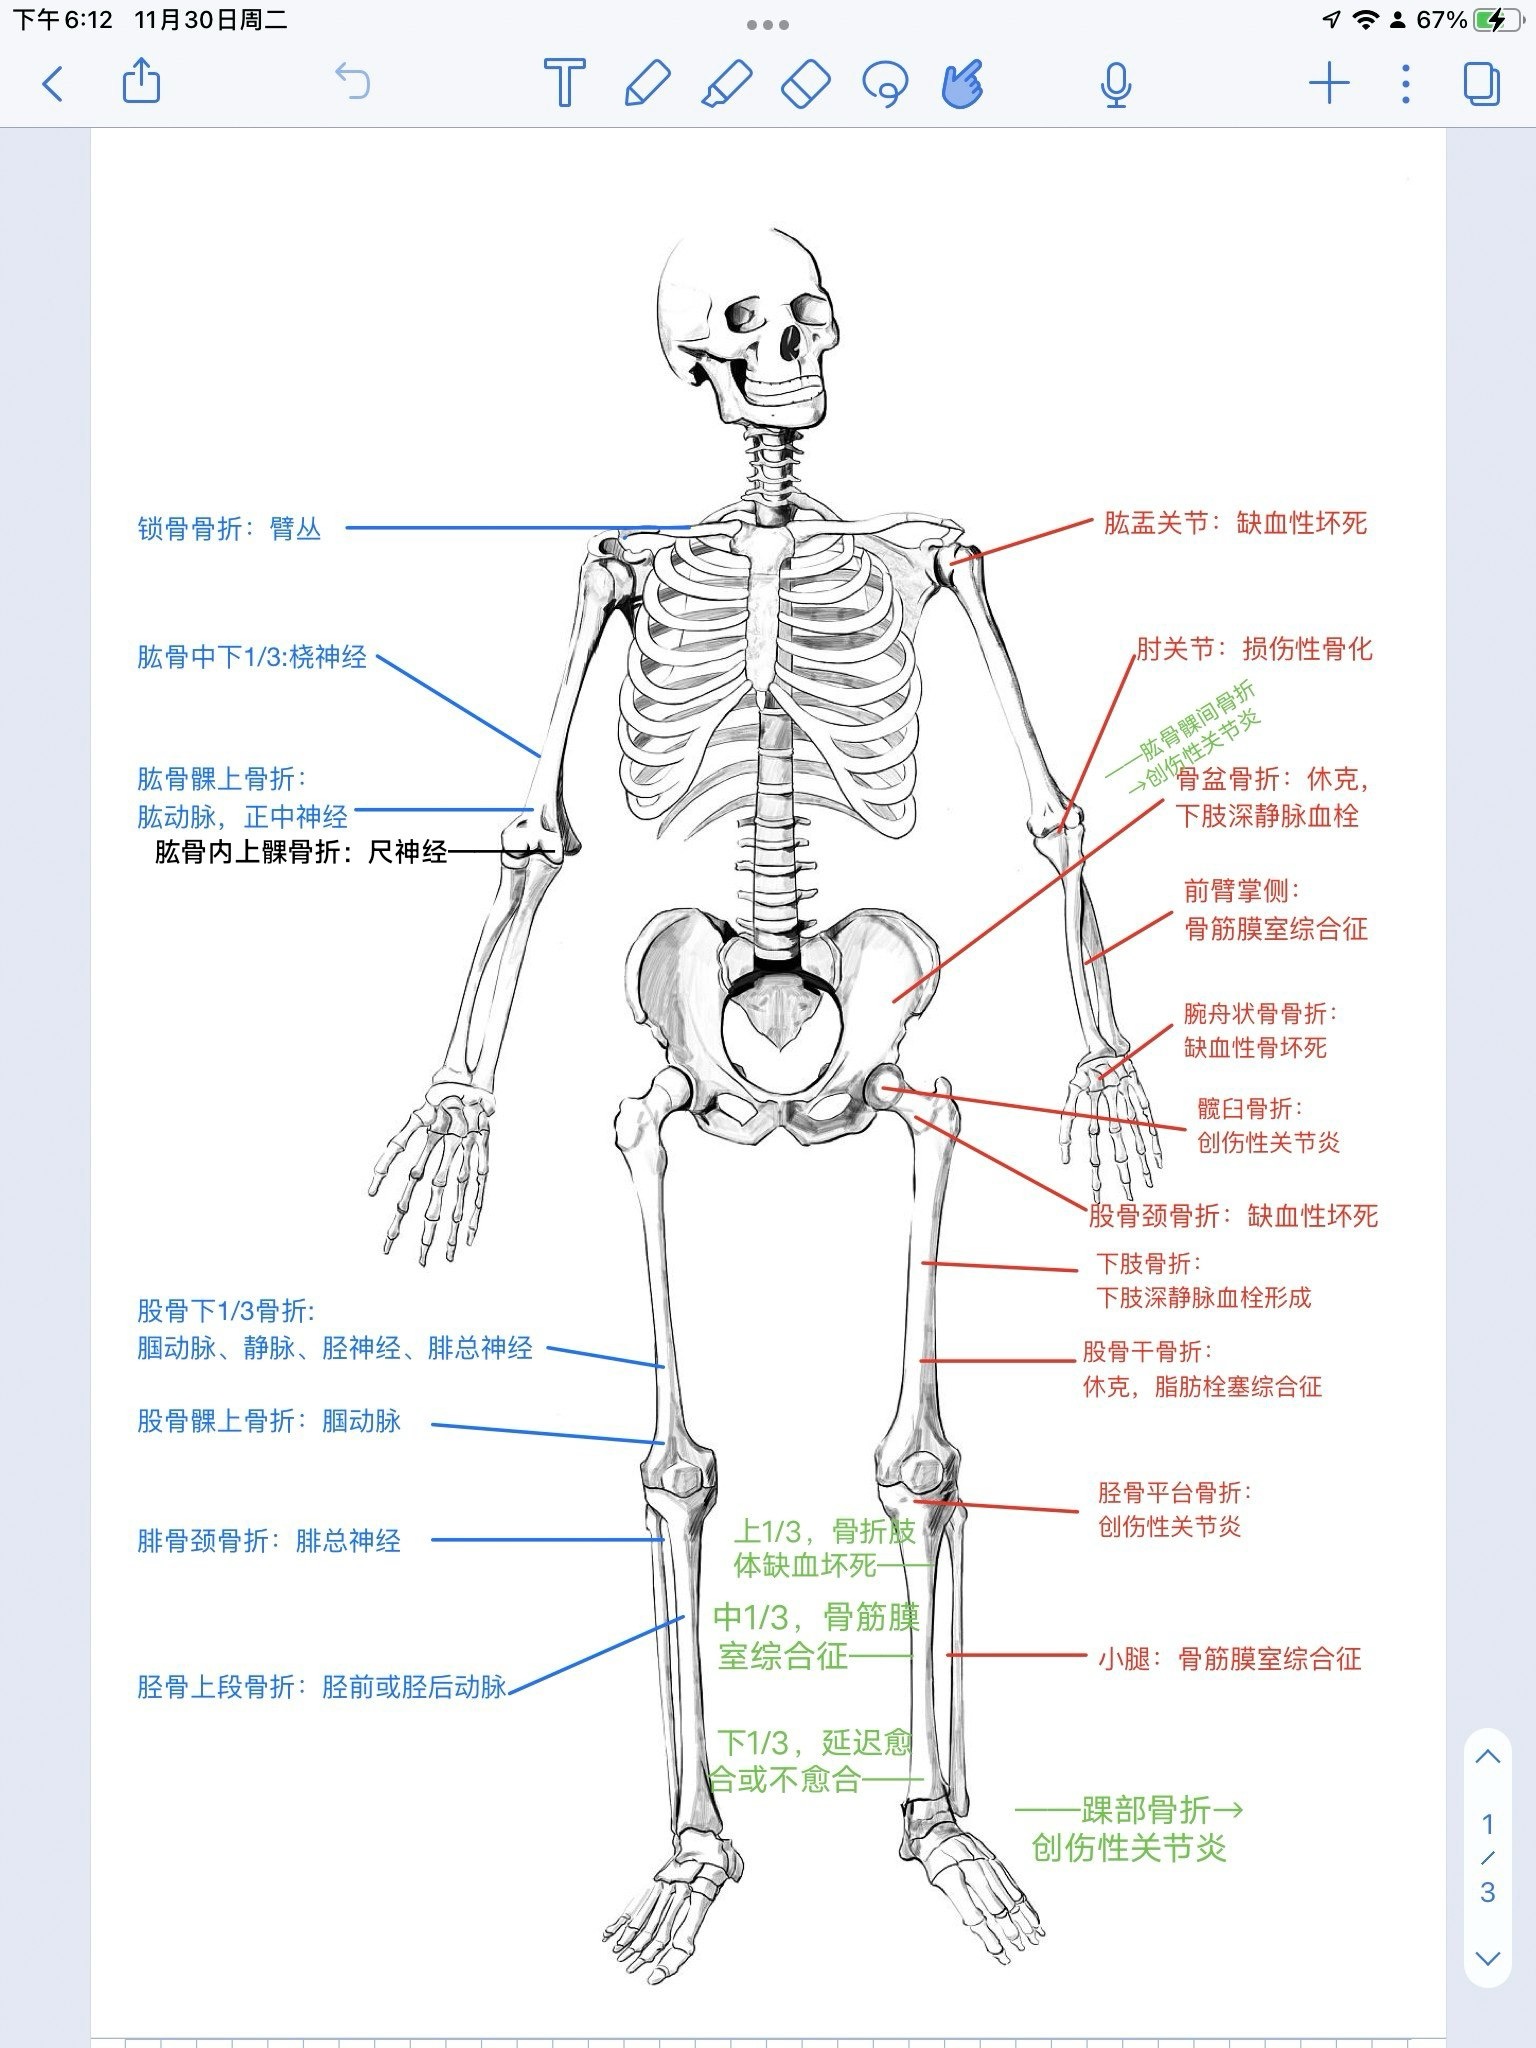 下午6:12 11月30日周二
67%
锁骨骨折：臂丛
肱骨中下1/3:桡神经
肱骨髁上骨折：
肱动脉，正中神经
肱骨内上髁骨折：尺神经
股骨下1/3骨折:
腘动脉、静脉、胫神经、腓总神经
股骨髁上骨折：腘动脉
腓骨颈骨折：腓总神经
胫骨上段骨折：胫前或胫后动脉
肱盂关节：缺血性坏死
肘关节：损伤性骨化
——肱骨髁间骨折
→创伤性关节炎
骨盆骨折：休克，
下肢深静脉血栓
前臂掌侧：
骨筋膜室综合征
腕舟状骨骨折：
缺血性骨坏死
髋臼骨折：
创伤性关节炎
股骨颈骨折：缺血性坏死
下肢骨折：
下肢深静脉血栓形成
股骨干骨折：
休克，脂肪栓塞综合征
胫骨平台骨折：
创伤性关节炎
上1/3，骨折肢
体缺血坏死——
中1/3，骨筋膜
室综合征——
小腿：骨筋膜室综合征
下1/3，延迟愈
合或不愈合——
——踝部骨折→
创伤性关节炎
1
/
3